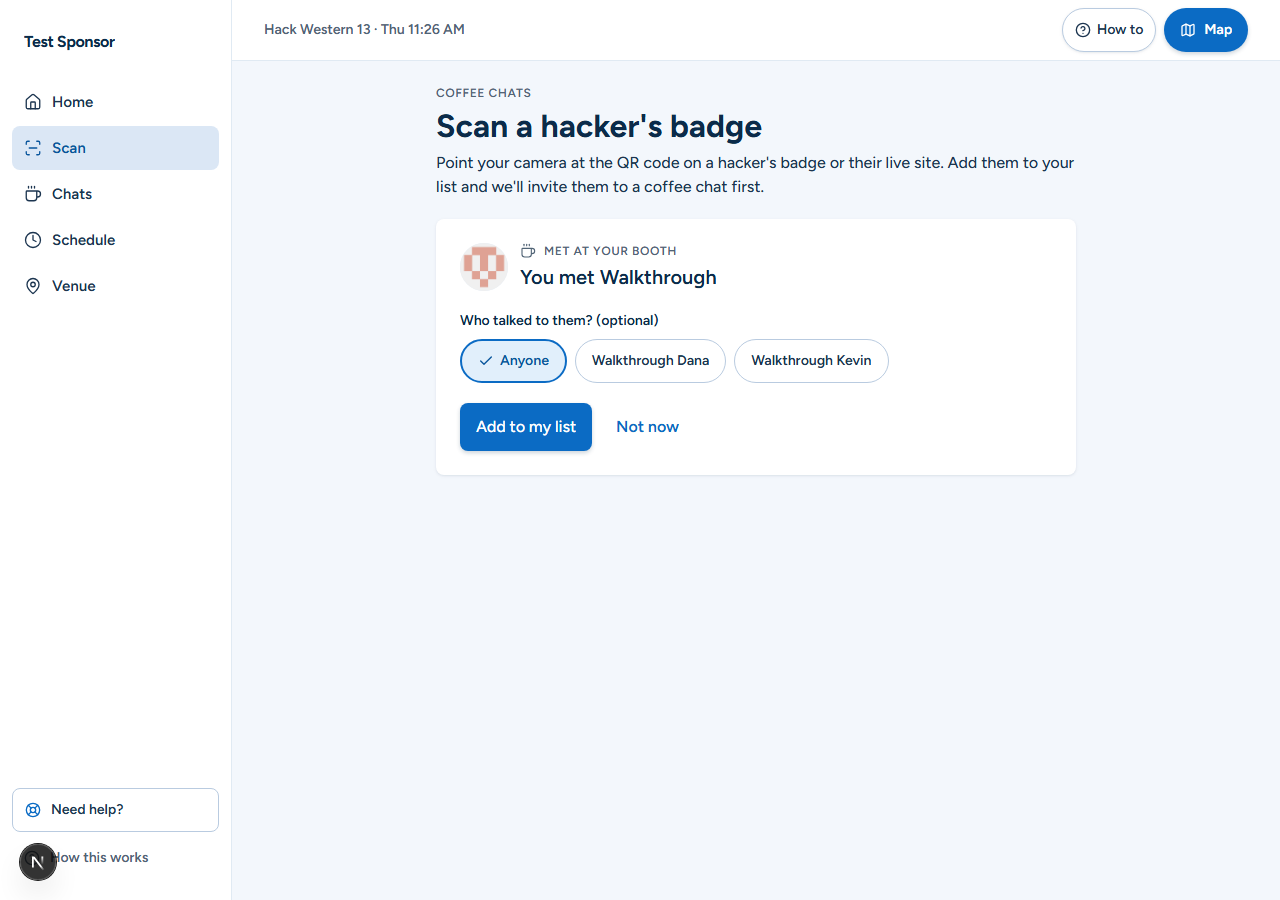 Test Sponsor
Home
Scan
Chats
Schedule
Venue
Need help?
How this works
N
Hack Western 13 · Thu 11:26 AM
How to
Map
COFFEE CHATS
Scan a hacker's badge
Point your camera at the QR code on a hacker's badge or their live site. Add them to your
list and we'll invite them to a coffee chat first.
MET AT YOUR BOOTH
You met Walkthrough
Who talked to them? (optional)
Anyone
Walkthrough Dana
Walkthrough Kevin
Add to my list
Not now